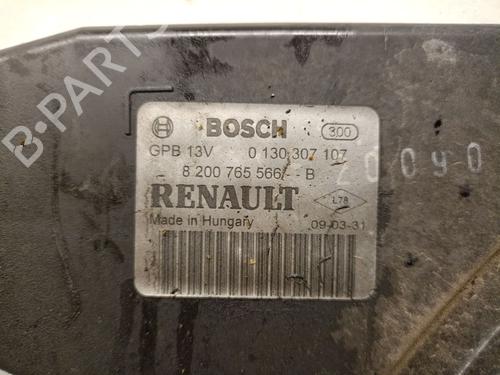 B-PARTS
BOSCH 300
GPB 13V 0 130 307 107
8 200 765 566/- - B
RENAULT L78
Made in Hungary 09-03-31
20090